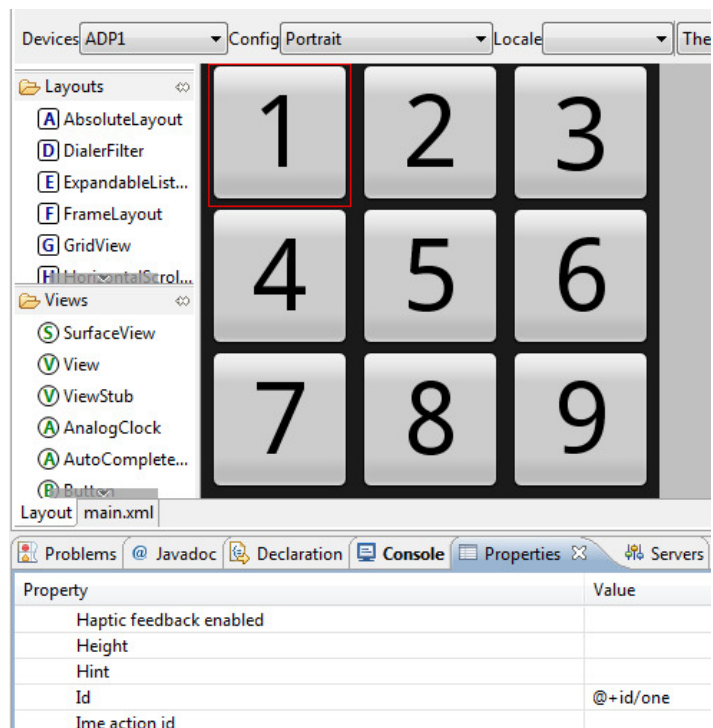 Devices ADP1 Config Portrait Locale The
Layouts
A AbsoluteLayout
D DialerFilter
E ExpandableList...
F FrameLayout
G GridView
H HorizontalScrol...
Views
S SurfaceView
V View
V ViewStub
A AnalogClock
A AutoComplete...
B Button
1 2 3
4 5 6
7 8 9
Layout main.xml
Problems @ Javadoc Declaration Console Properties Servers
Property Value
Haptic feedback enabled
Height
Hint
Id @+id/one
Ime action id